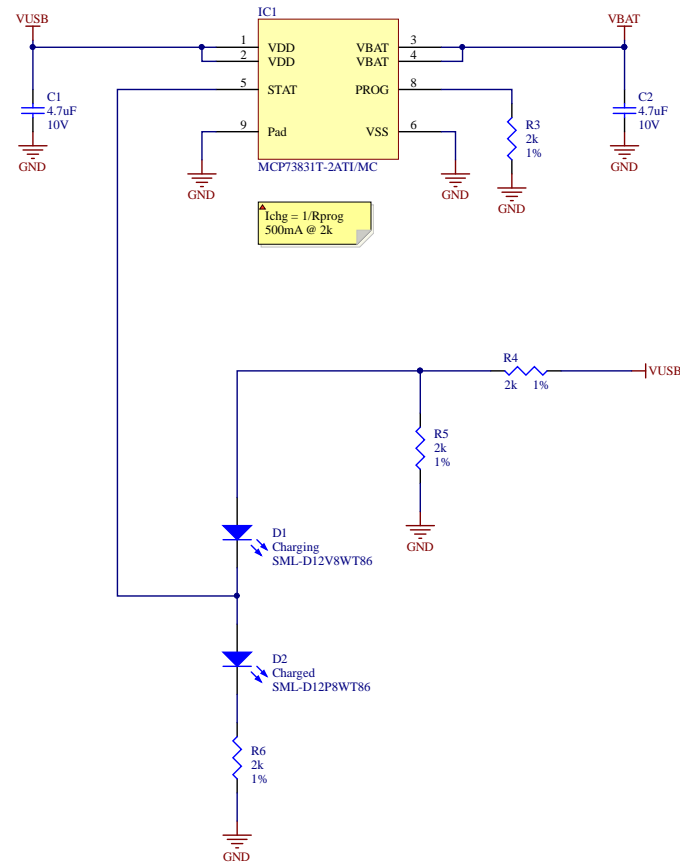 IC1
VUSB
VBAT
1
VDD
VBAT
3
2
VDD
VBAT
4
5
STAT
PROG
8
9
Pad
VSS
6
MCP73831T-2ATI/MC
C1
4.7uF
10V
GND
C2
4.7uF
10V
GND
R3
2k
1%
GND
GND
GND
Ichg = 1/Rprog
500mA @ 2k
R4
2k 1%
VUSB
R5
2k
1%
GND
D1
Charging
SML-D12V8WT86
D2
Charged
SML-D12P8WT86
R6
2k
1%
GND